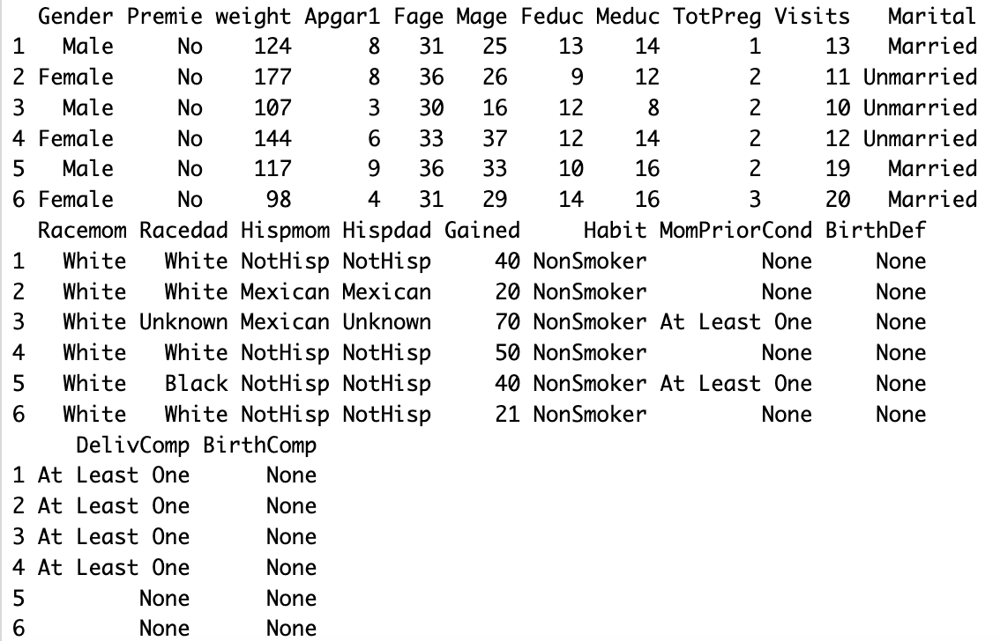 Gender Premie weight Apgar1 Fage Mage Feduc Meduc TotPreg Visits Marital
1 Male No 124 8 31 25 13 14 1 13 Married
2 Female No 177 8 36 26 9 12 2 11 Unmarried
3 Male No 107 3 30 16 12 8 2 10 Unmarried
4 Female No 144 6 33 37 12 14 2 12 Unmarried
5 Male No 117 9 36 33 10 16 2 19 Married
6 Female No 98 4 31 29 14 16 3 20 Married
Racemom Racedad Hispmom Hispdad Gained Habit MomPriorCond BirthDef
1 White White NotHisp NotHisp 40 NonSmoker None None
2 White White Mexican Mexican 20 NonSmoker None None
3 White Unknown Mexican Unknown 70 NonSmoker At Least One None
4 White White NotHisp NotHisp 50 NonSmoker None None
5 White Black NotHisp NotHisp 40 NonSmoker At Least One None
6 White White NotHisp NotHisp 21 NonSmoker None None
DelivComp BirthComp
1 At Least One None
2 At Least One None
3 At Least One None
4 At Least One None
5 None None
6 None None